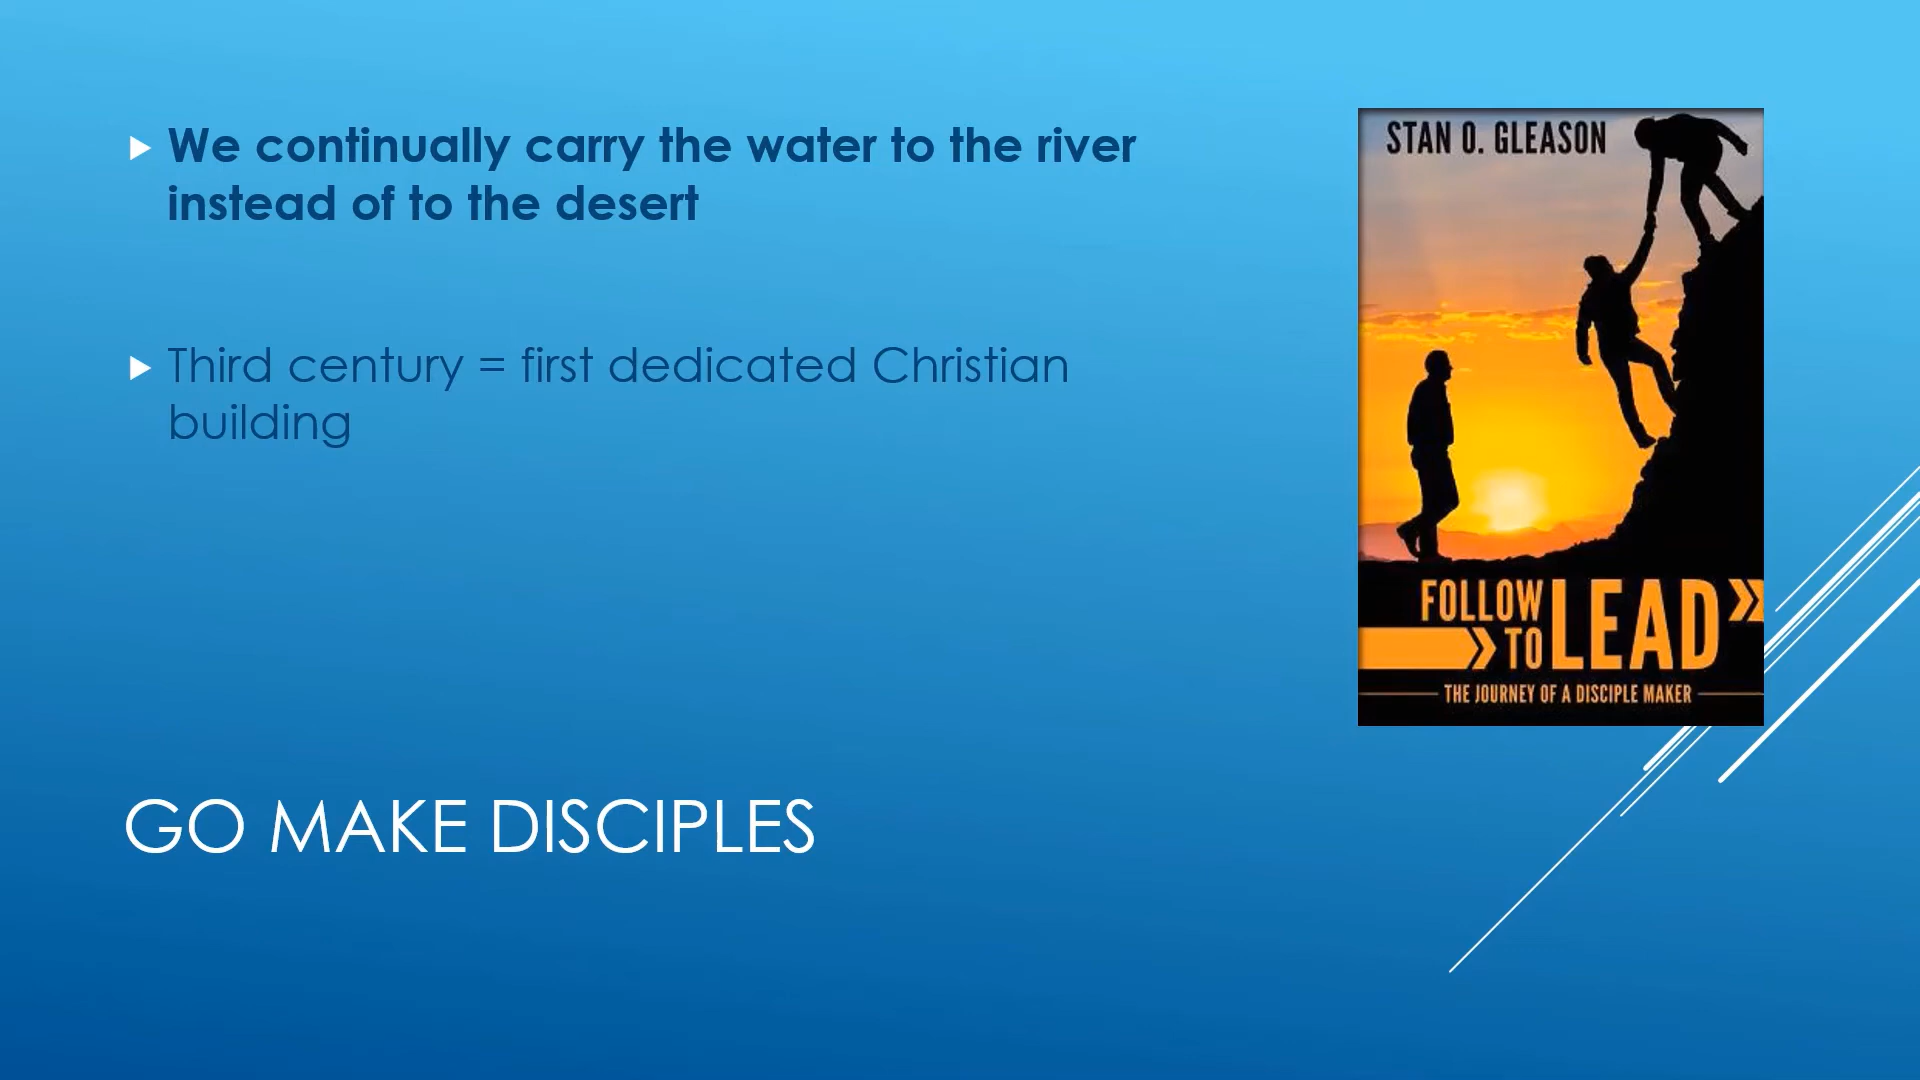 We continually carry the water to the river
instead of to the desert
Third century = first dedicated Christian
building
GO MAKE DISCIPLES
STAN O. GLEASON
FOLLOW
TO LEAD
THE JOURNEY OF A DISCIPLE MAKER